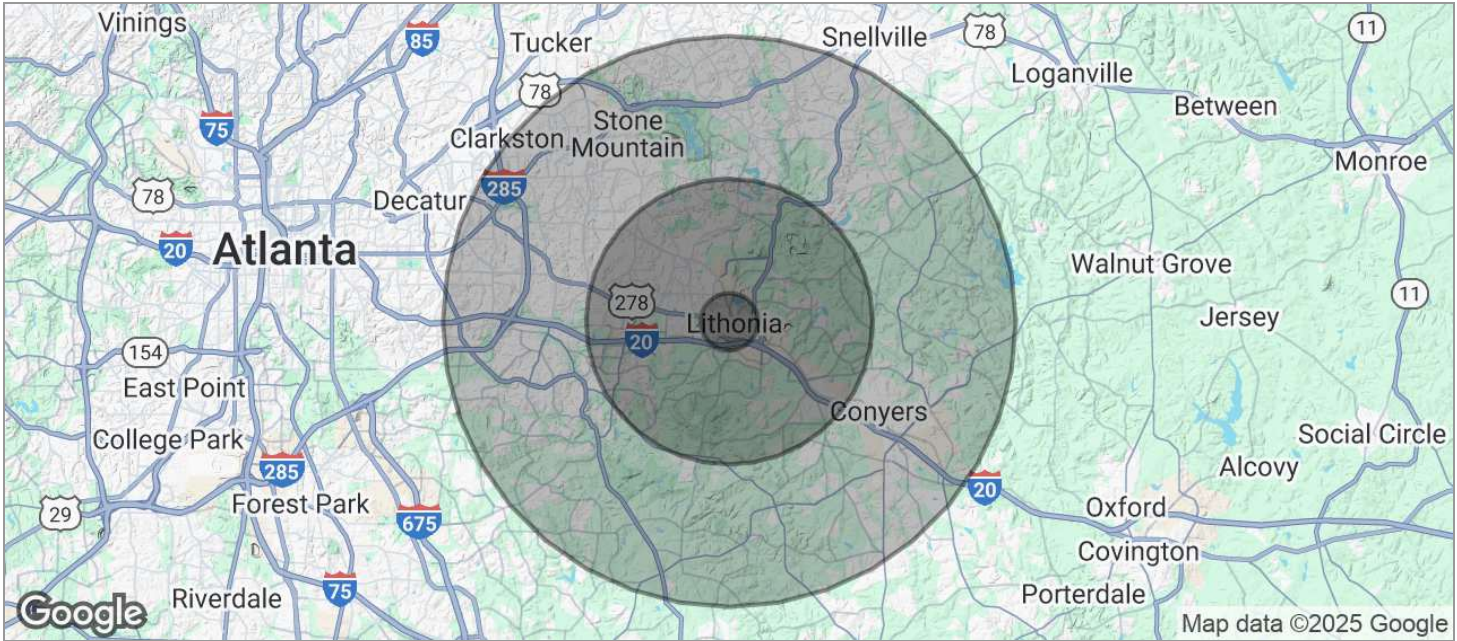 Vinings
85
Tucker
Snellville
78
11
78
Loganville
Between
75
Clarkston
Stone
Mountain
Monroe
78
Decatur
285
20
Atlanta
Walnut Grove
278
11
Lithonia
Jersey
20
154
East Point
Conyers
College Park
Social Circle
285
Alcovy
20
Forest Park
Oxford
29
675
Covington
75
Riverdale
Porterdale
Google
Map data ©2025 Google